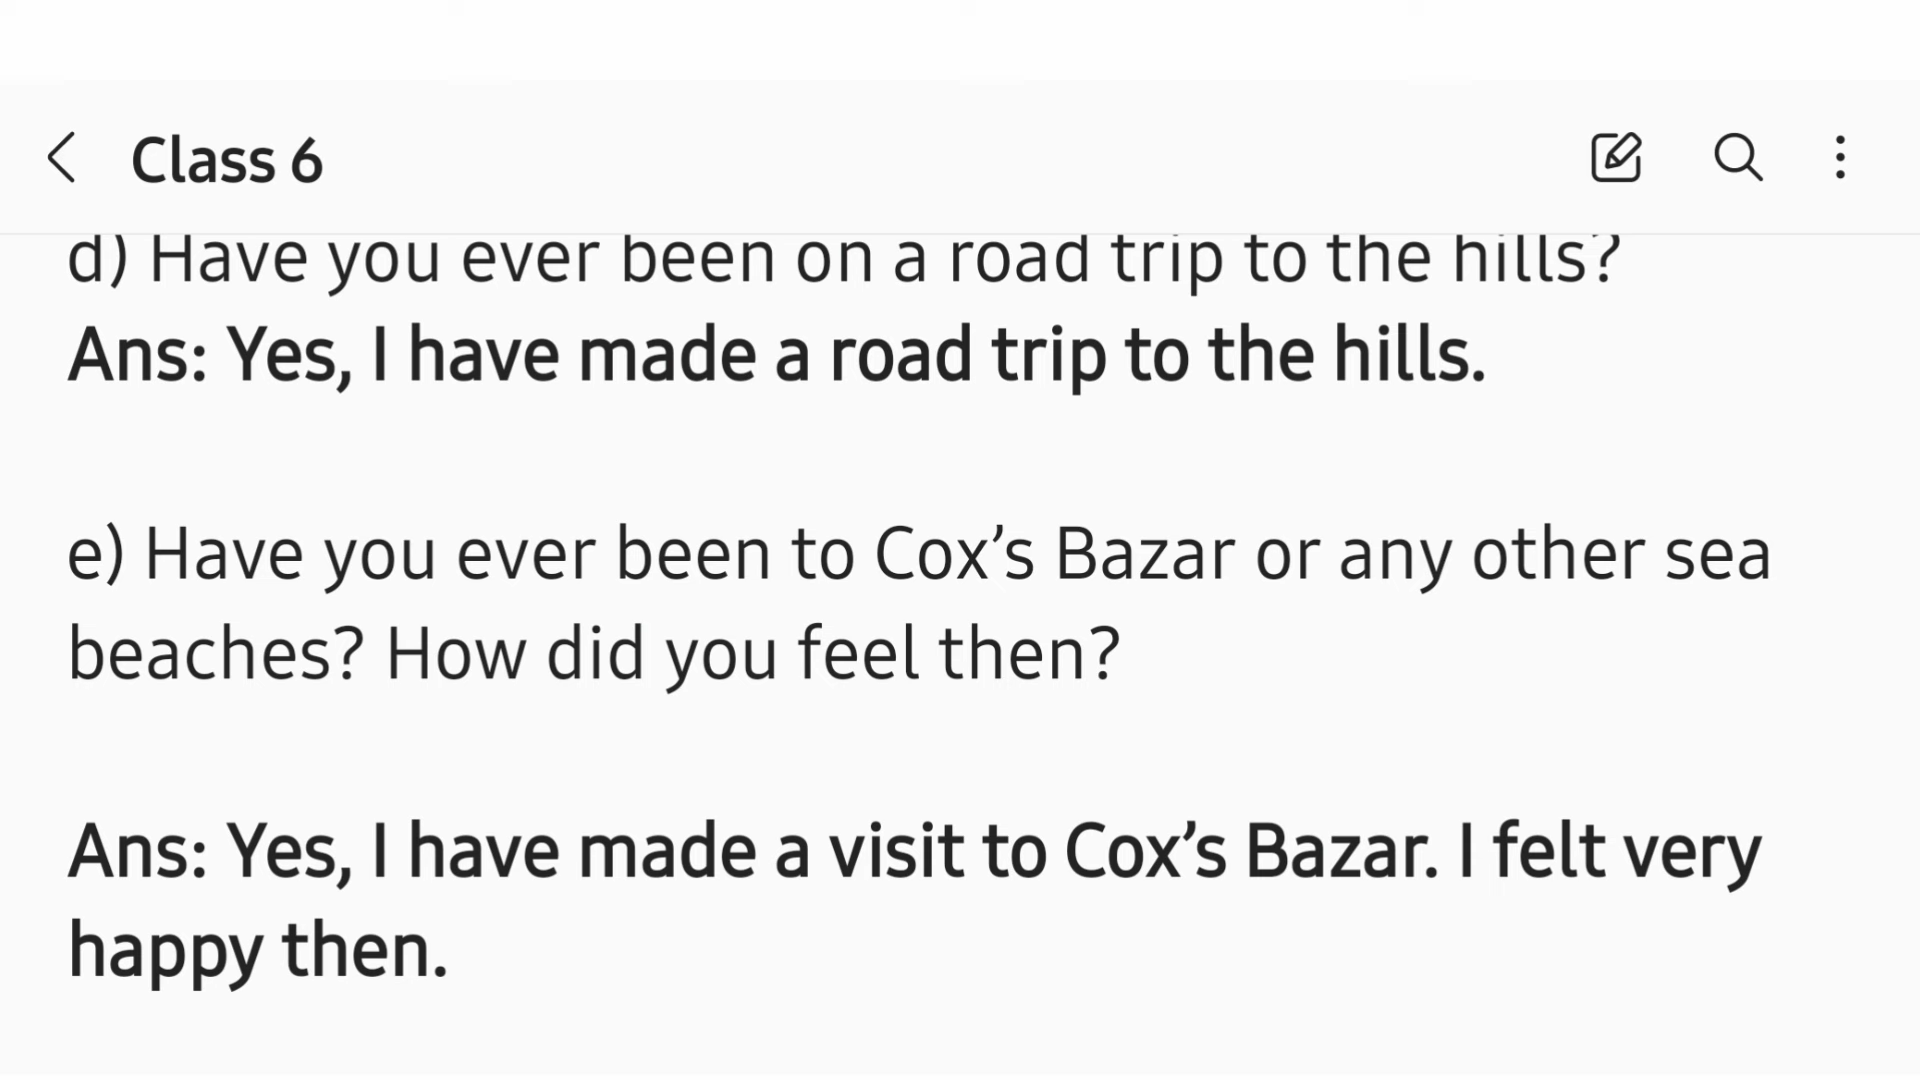 Class 6
d) Have you ever been on a road trip to the hills?
Ans: Yes, I have made a road trip to the hills.
e) Have you ever been to Cox’s Bazar or any other sea
beaches? How did you feel then?
Ans: Yes, I have made a visit to Cox’s Bazar. I felt very
happy then.